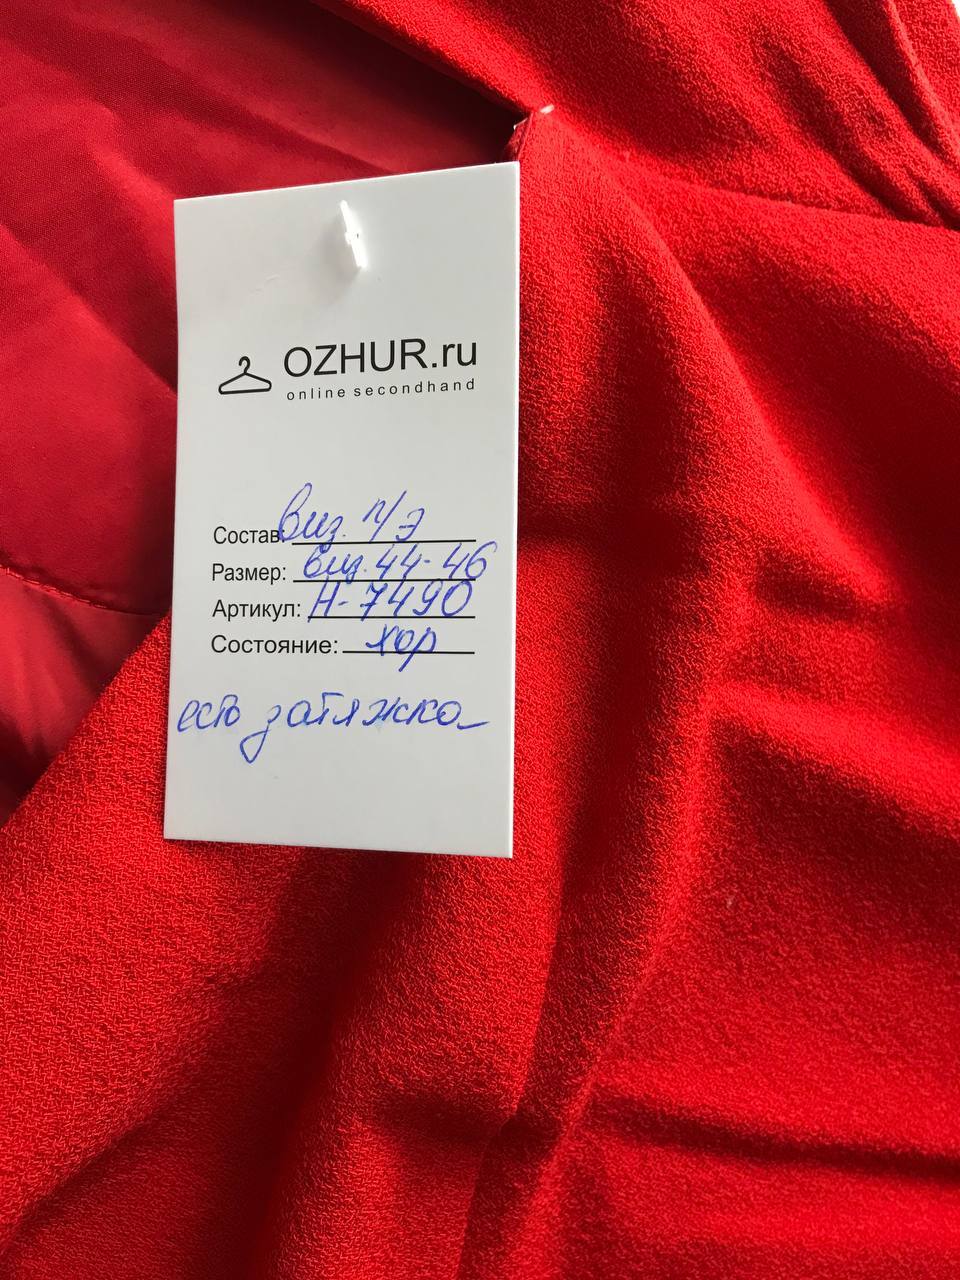 OZHUR.ru
online secondhand
Состав: виз. п/э
Размер: виз. 44-46
Артикул: Н-7490
Состояние: хор
есть затяжка